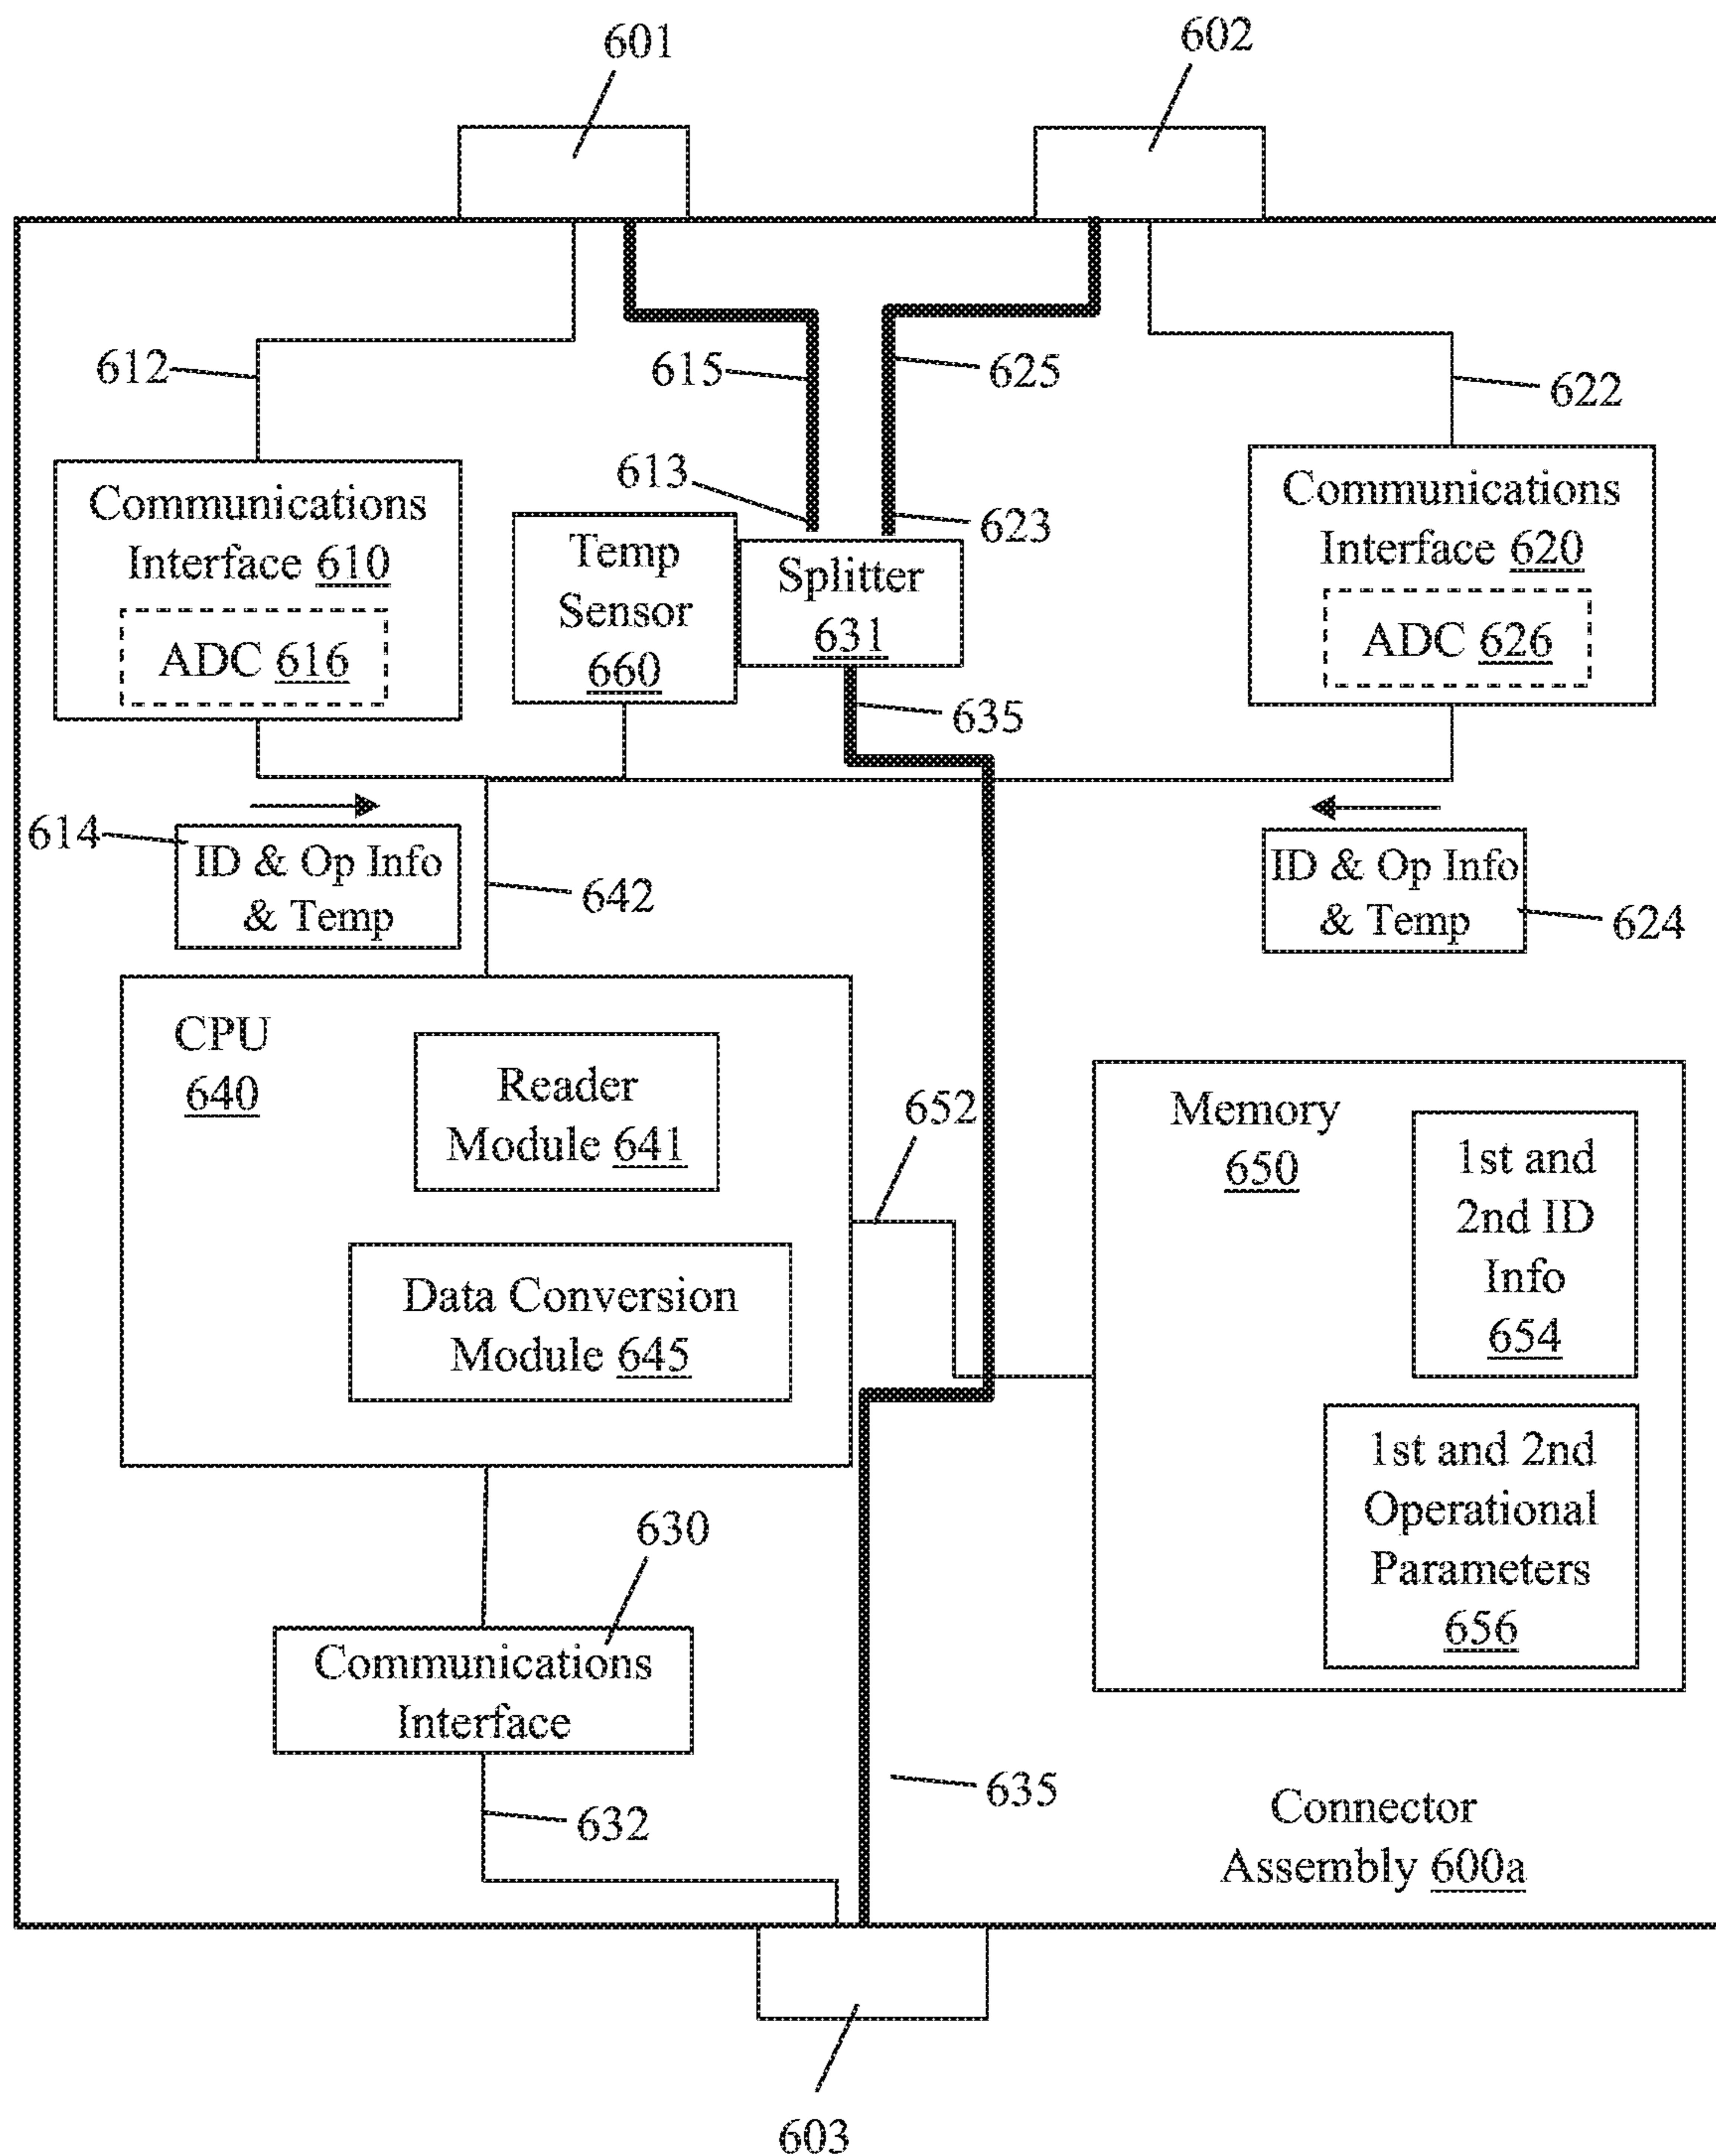 601
602
612
615
625
622
613
623
Communications
Interface 610
ADC 616
Temp
Sensor
660
Splitter
631
Communications
Interface 620
ADC 626
635
614
ID & Op Info
& Temp
642
ID & Op Info
& Temp
624
CPU
640
Reader
Module 641
Data Conversion
Module 645
652
Memory
650
1st and
2nd ID
Info
654
1st and 2nd
Operational
Parameters
656
630
Communications
Interface
632
635
Connector
Assembly 600a
603